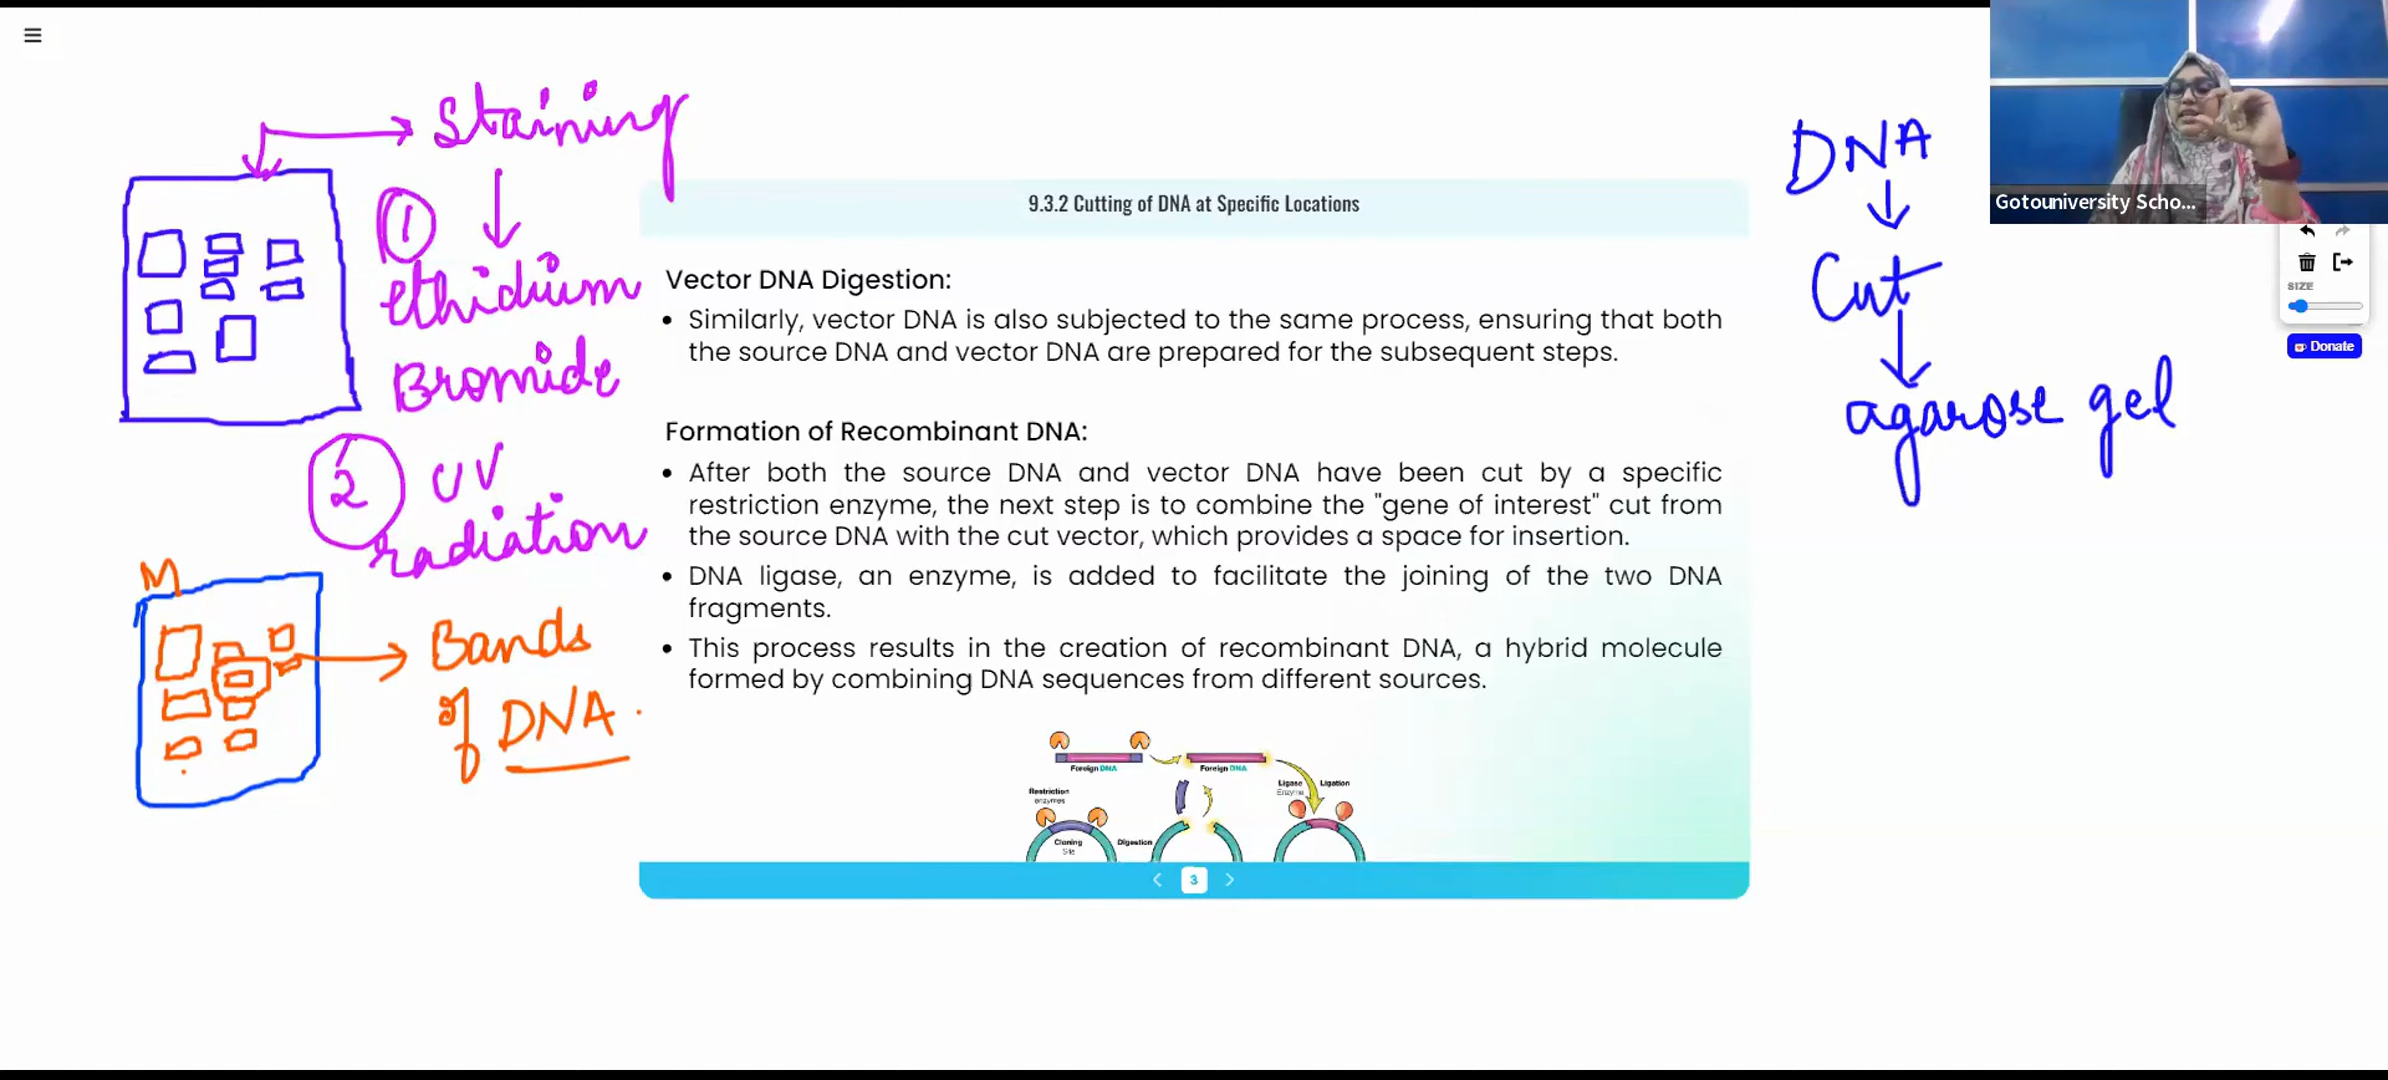 Staining
1
ethidium
Bromide
2 UV
radiation
M
Bands
of DNA.
9.3.2 Cutting of DNA at Specific Locations
Vector DNA Digestion:
• Similarly, vector DNA is also subjected to the same process, ensuring that both
the source DNA and vector DNA are prepared for the subsequent steps.
Formation of Recombinant DNA:
• After both the source DNA and vector DNA have been cut by a specific
restriction enzyme, the next step is to combine the "gene of interest" cut from
the source DNA with the cut vector, which provides a space for insertion.
• DNA ligase, an enzyme, is added to facilitate the joining of the two DNA
fragments.
• This process results in the creation of recombinant DNA, a hybrid molecule
formed by combining DNA sequences from different sources.
Foreign DNA
Foreign DNA
Restriction
enzymes
Ligase
Enzyme
Ligation
Cloning
Site
Digestion
3
DNA
Cut
agarose gel
Gotouniversity Scho...
SIZE
Donate